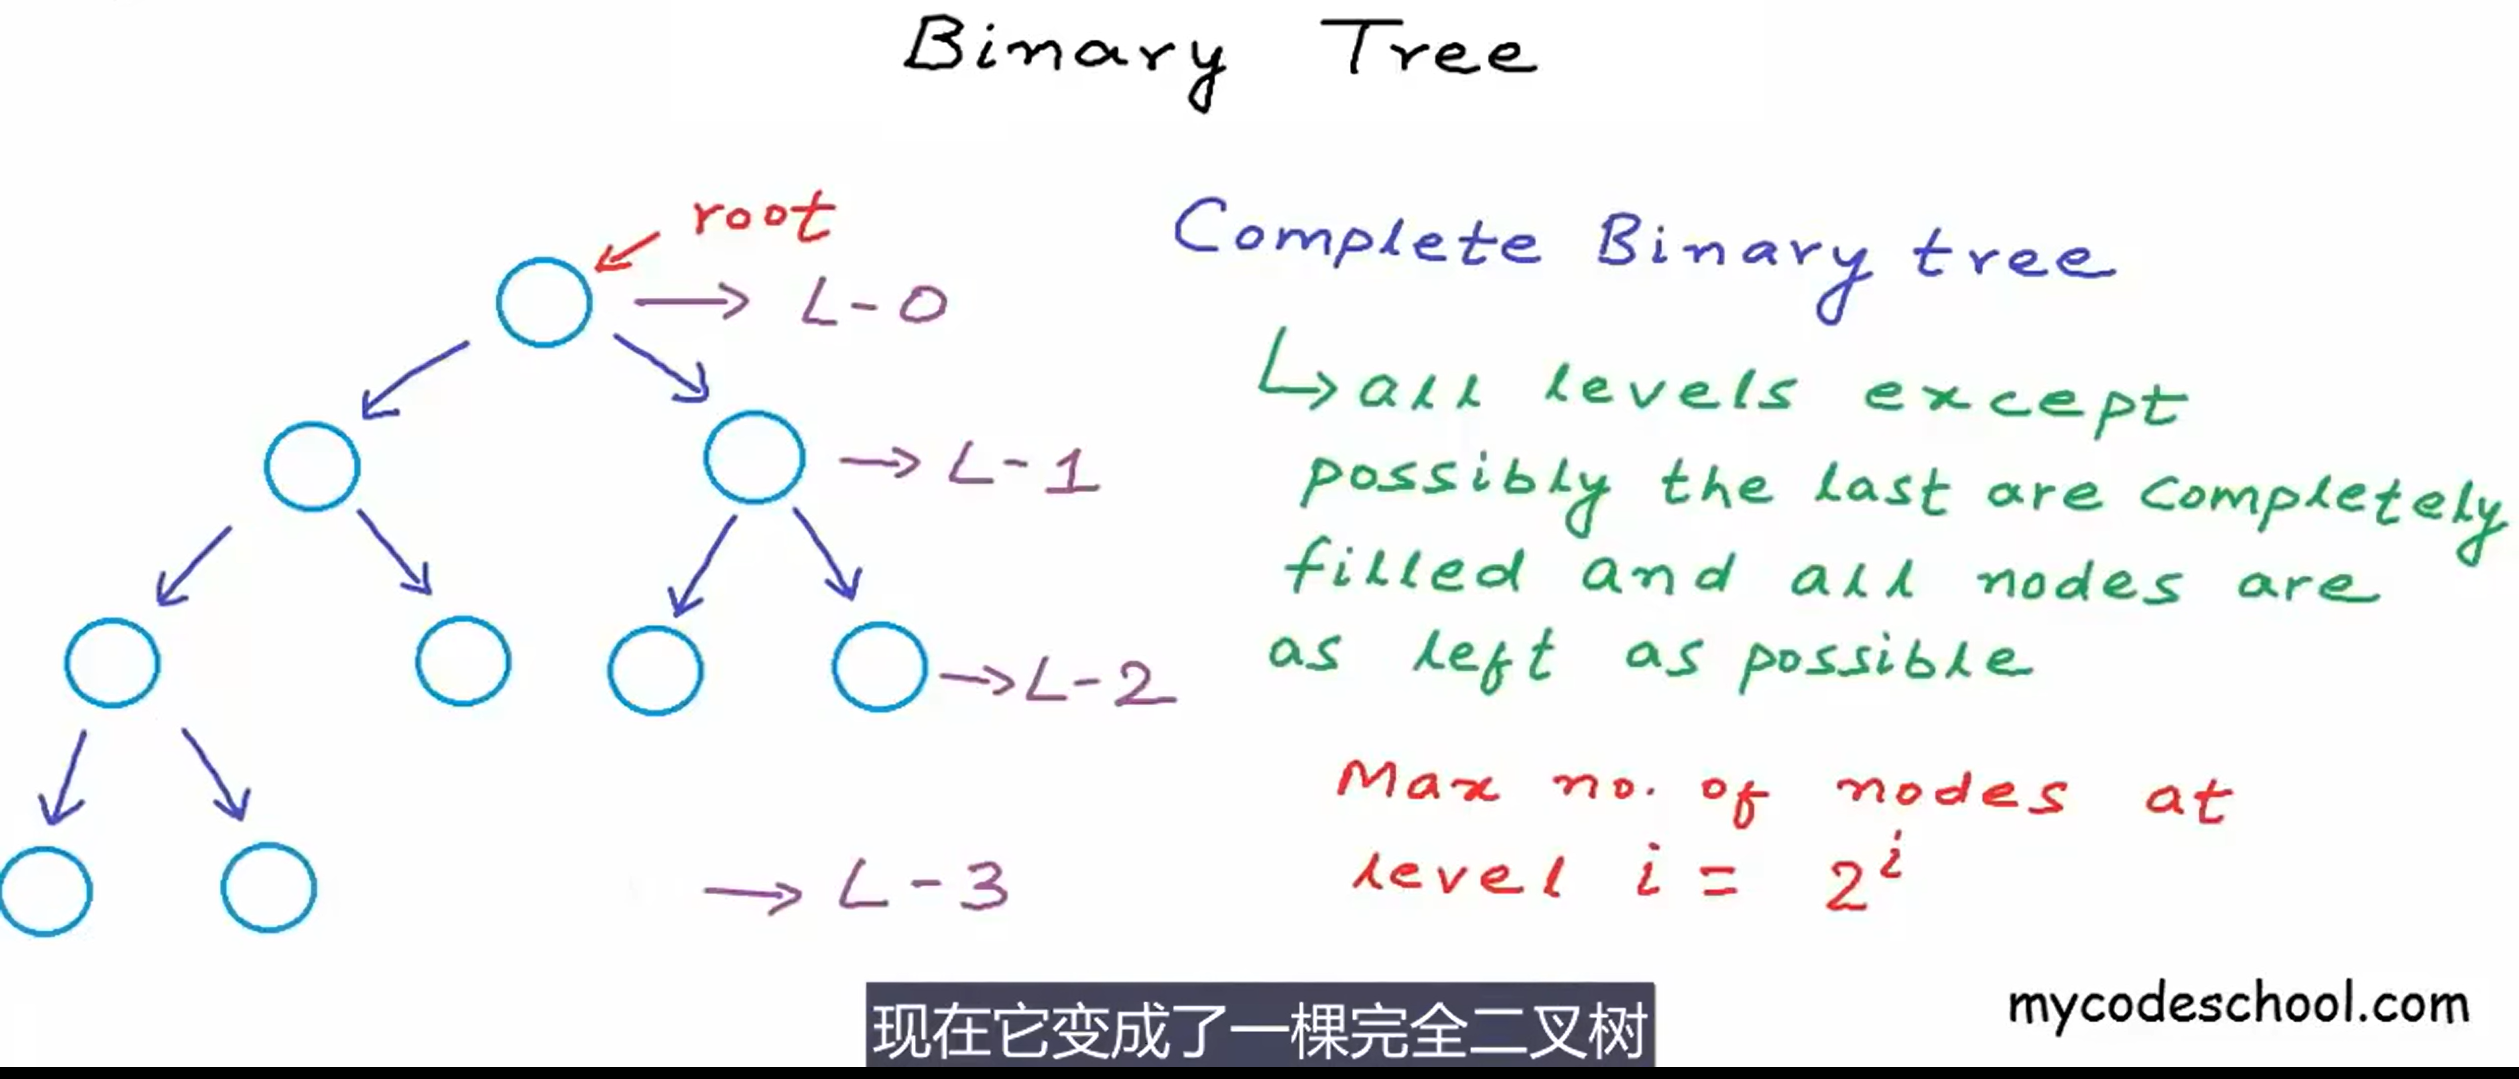 Binary Tree
root
L-0
L-1
L-2
L-3
Complete Binary tree
all levels except
possibly the last are completely
filled and all nodes are
as left as possible
Max no. of nodes at
level i = 2^i
mycodeschool.com
现在它变成了一棵完全二叉树